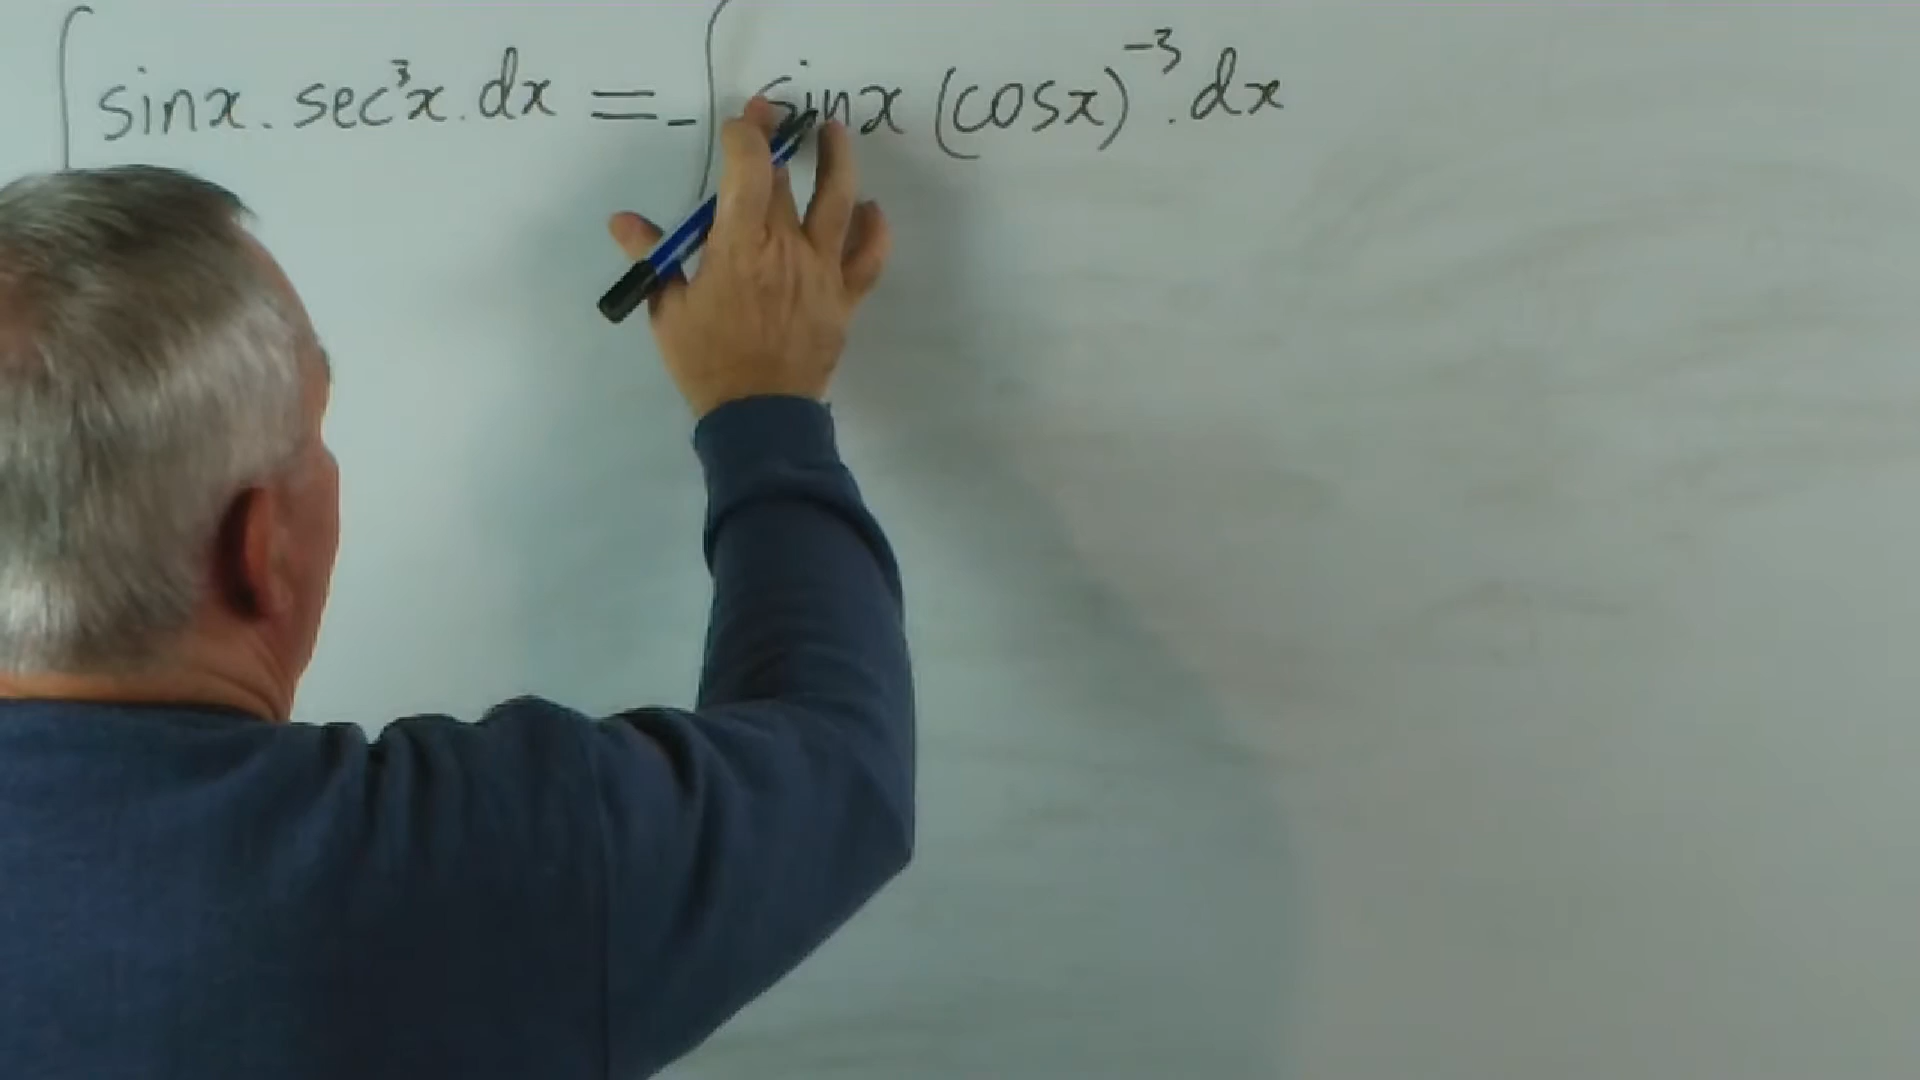 ∫ sinx . sec³x . dx = - ∫ sinx (cosx)⁻³ . dx